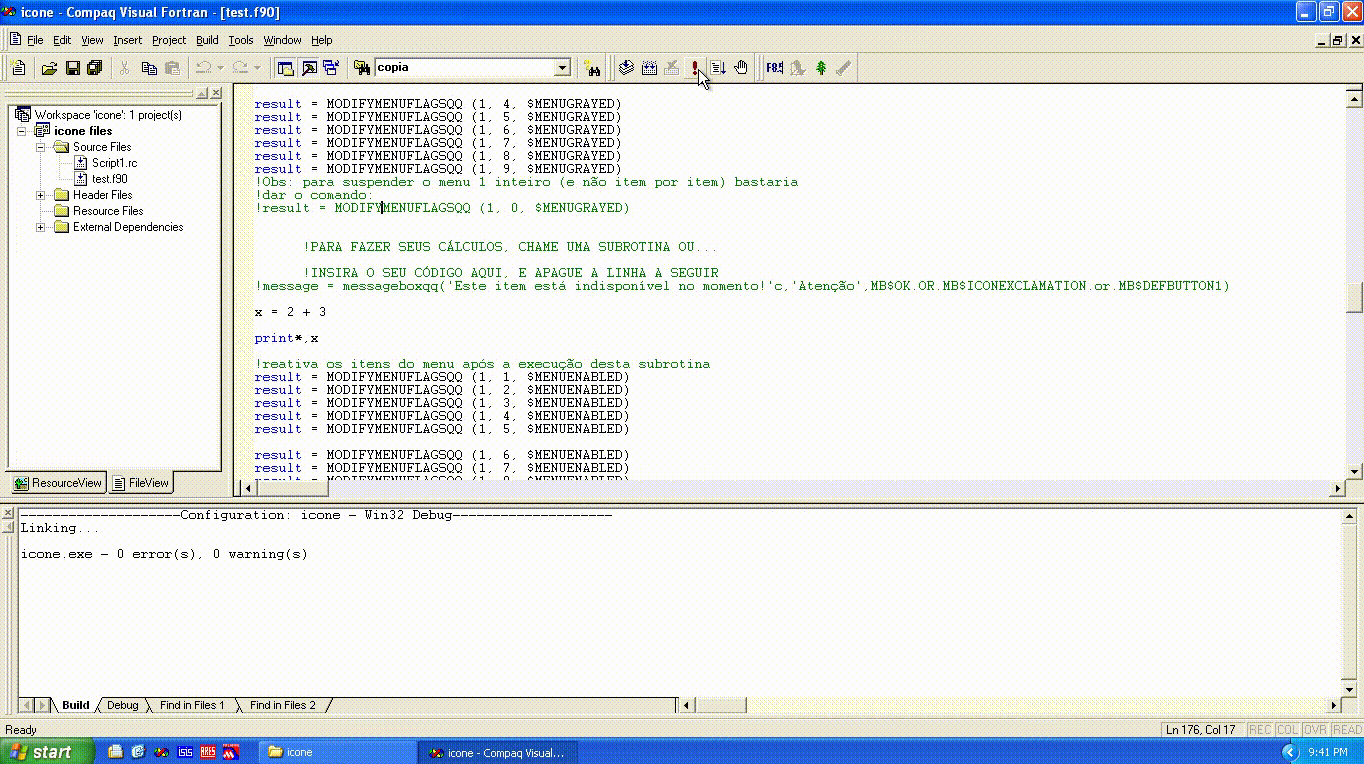 icone - Compaq Visual Fortran - [test.f90]
File Edit View Insert Project Build Tools Window Help
copia
Workspace 'icone': 1 project(s)
icone files
Source Files
Script1.rc
test.f90
Header Files
Resource Files
External Dependencies
ResourceView FileView
result = MODIFYMENUFLAGSQQ (1, 4, $MENUGRAYED)
result = MODIFYMENUFLAGSQQ (1, 5, $MENUGRAYED)
result = MODIFYMENUFLAGSQQ (1, 6, $MENUGRAYED)
result = MODIFYMENUFLAGSQQ (1, 7, $MENUGRAYED)
result = MODIFYMENUFLAGSQQ (1, 8, $MENUGRAYED)
result = MODIFYMENUFLAGSQQ (1, 9, $MENUGRAYED)
!Obs: para suspender o menu 1 inteiro (e não item por item) bastaria
!dar o comando:
!result = MODIFYMENUFLAGSQQ (1, 0, $MENUGRAYED)
!PARA FAZER SEUS CÁLCULOS, CHAME UMA SUBROTINA OU...
!INSIRA O SEU CÓDIGO AQUI, E APAGUE A LINHA A SEGUIR
!message = messageboxqq('Este item está indisponível no momento!'c,'Atenção',MB$OK.OR.MB$ICONEXCLAMATION.or.MB$DEFBUTTON1)
x = 2 + 3
print*,x
!reativa os itens do menu após a execução desta subrotina
result = MODIFYMENUFLAGSQQ (1, 1, $MENUENABLED)
result = MODIFYMENUFLAGSQQ (1, 2, $MENUENABLED)
result = MODIFYMENUFLAGSQQ (1, 3, $MENUENABLED)
result = MODIFYMENUFLAGSQQ (1, 4, $MENUENABLED)
result = MODIFYMENUFLAGSQQ (1, 5, $MENUENABLED)
result = MODIFYMENUFLAGSQQ (1, 6, $MENUENABLED)
result = MODIFYMENUFLAGSQQ (1, 7, $MENUENABLED)
--------------------Configuration: icone - Win32 Debug--------------------
Linking...
icone.exe - 0 error(s), 0 warning(s)
Build Debug Find in Files 1 Find in Files 2
Ready Ln 176, Col 17 REC COL OVR READ
start ISIS ARES icone icone - Compaq Visual... 9:41 PM